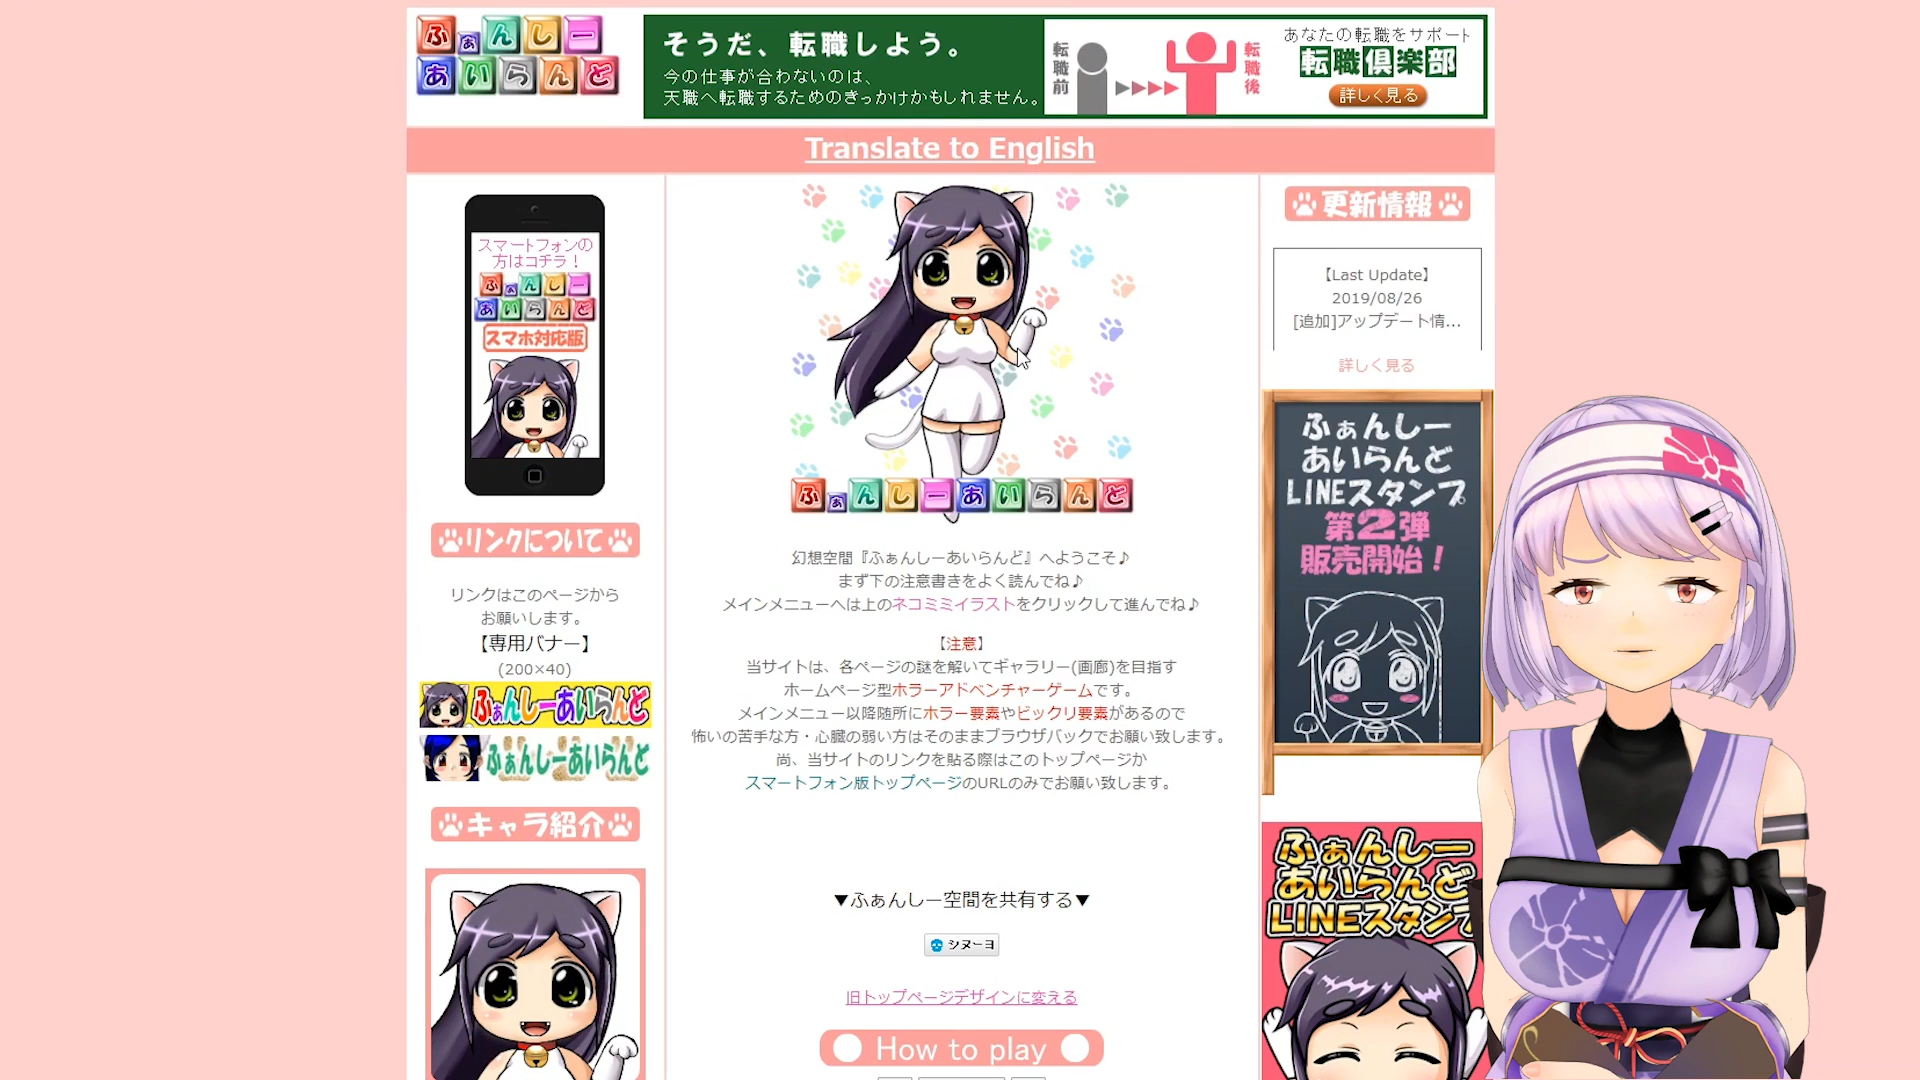 ふぁんしー
あいらんど
そうだ、転職しよう。
今の仕事が合わないのは、
天職へ転職するためのきっかけかもしれません。
転職前
転職後
あなたの転職をサポート
転職倶楽部
詳しく見る
Translate to English
スマートフォンの
方はコチラ！
ふぁんしー
あいらんど
スマホ対応版
リンクについて
リンクはこのページから
お願いします。
【専用バナー】
(200×40)
ふぁんしーあいらんど
ふぁんしーあいらんど
キャラ紹介
ふぁんしーあいらんど
幻想空間『ふぁんしーあいらんど』へようこそ♪
まず下の注意書きをよく読んでね♪
メインメニューへは上のネコミミイラストをクリックして進んでね♪
【注意】
当サイトは、各ページの謎を解いてギャラリー(画廊)を目指す
ホームページ型ホラーアドベンチャーゲームです。
メインメニュー以降随所にホラー要素やビックリ要素があるので
怖いの苦手な方・心臓の弱い方はそのままブラウザバックでお願い致します。
尚、当サイトのリンクを貼る際はこのトップページか
スマートフォン版トップページのURLのみでお願い致します。
▼ふぁんしー空間を共有する▼
シヌーヨ
旧トップページデザインに変える
How to play
更新情報
【Last Update】
2019/08/26
[追加]アップデート情...
詳しく見る
ふぁんしー
あいらんど
LINEスタンプ
第2弾
販売開始！
ふぁんしー
あいらんど
LINEスタンプ